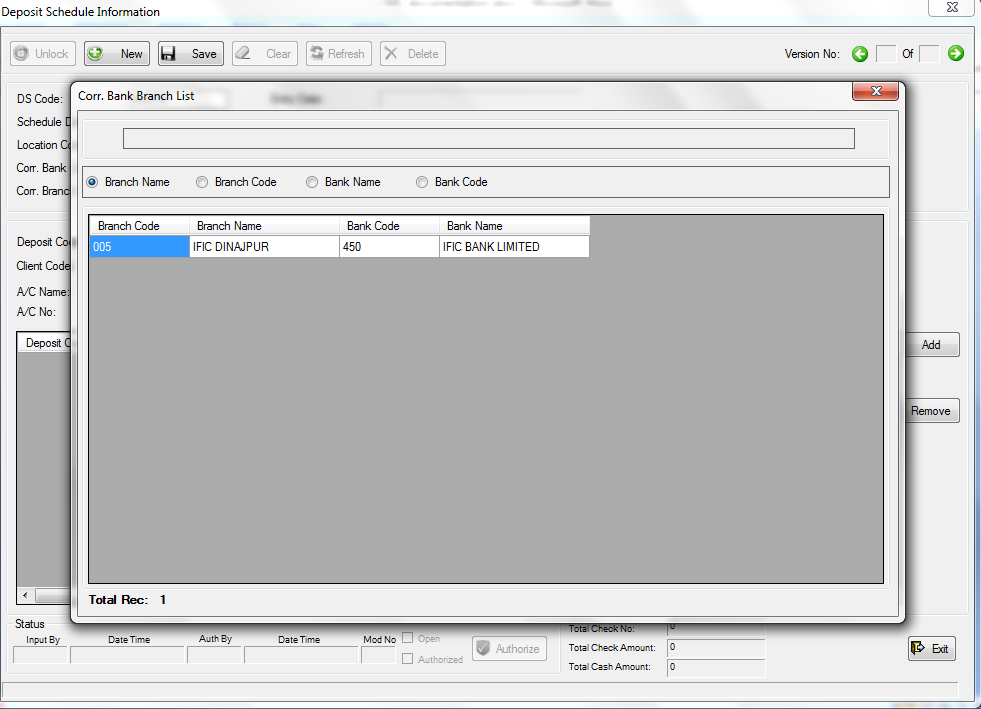 Deposit Schedule Information
Unlock New Save Clear Refresh Delete Version No: Of
Corr. Bank Branch List
DS Code:
Schedule D
Location Co
Corr. Bank
Corr. Branc
Branch Name Branch Code Bank Name Bank Code
Branch Code Branch Name Bank Code Bank Name
005 IFIC DINAJPUR 450 IFIC BANK LIMITED
Deposit Cod
Client Code
A/C Name:
A/C No:
Deposit C
Add
Remove
Total Rec: 1
Status
Input By Date Time Auth By Date Time Mod No Open
Authorized
Authorize
Total Check No: 0
Total Check Amount: 0
Total Cash Amount: 0
Exit